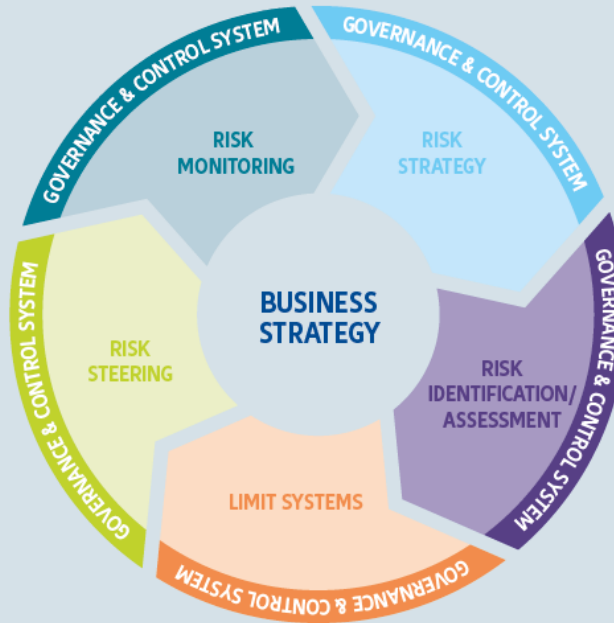 GOVERNANCE & CONTROL SYSTEM
GOVERNANCE & CONTROL SYSTEM
RISK
MONITORING
RISK
STRATEGY
BUSINESS
STRATEGY
GOVERNANCE & CONTROL SYSTEM
RISK
STEERING
RISK
IDENTIFICATION/
ASSESSMENT
GOVERNANCE & CONTROL SYSTEM
LIMIT SYSTEMS
GOVERNANCE & CONTROL SYSTEM